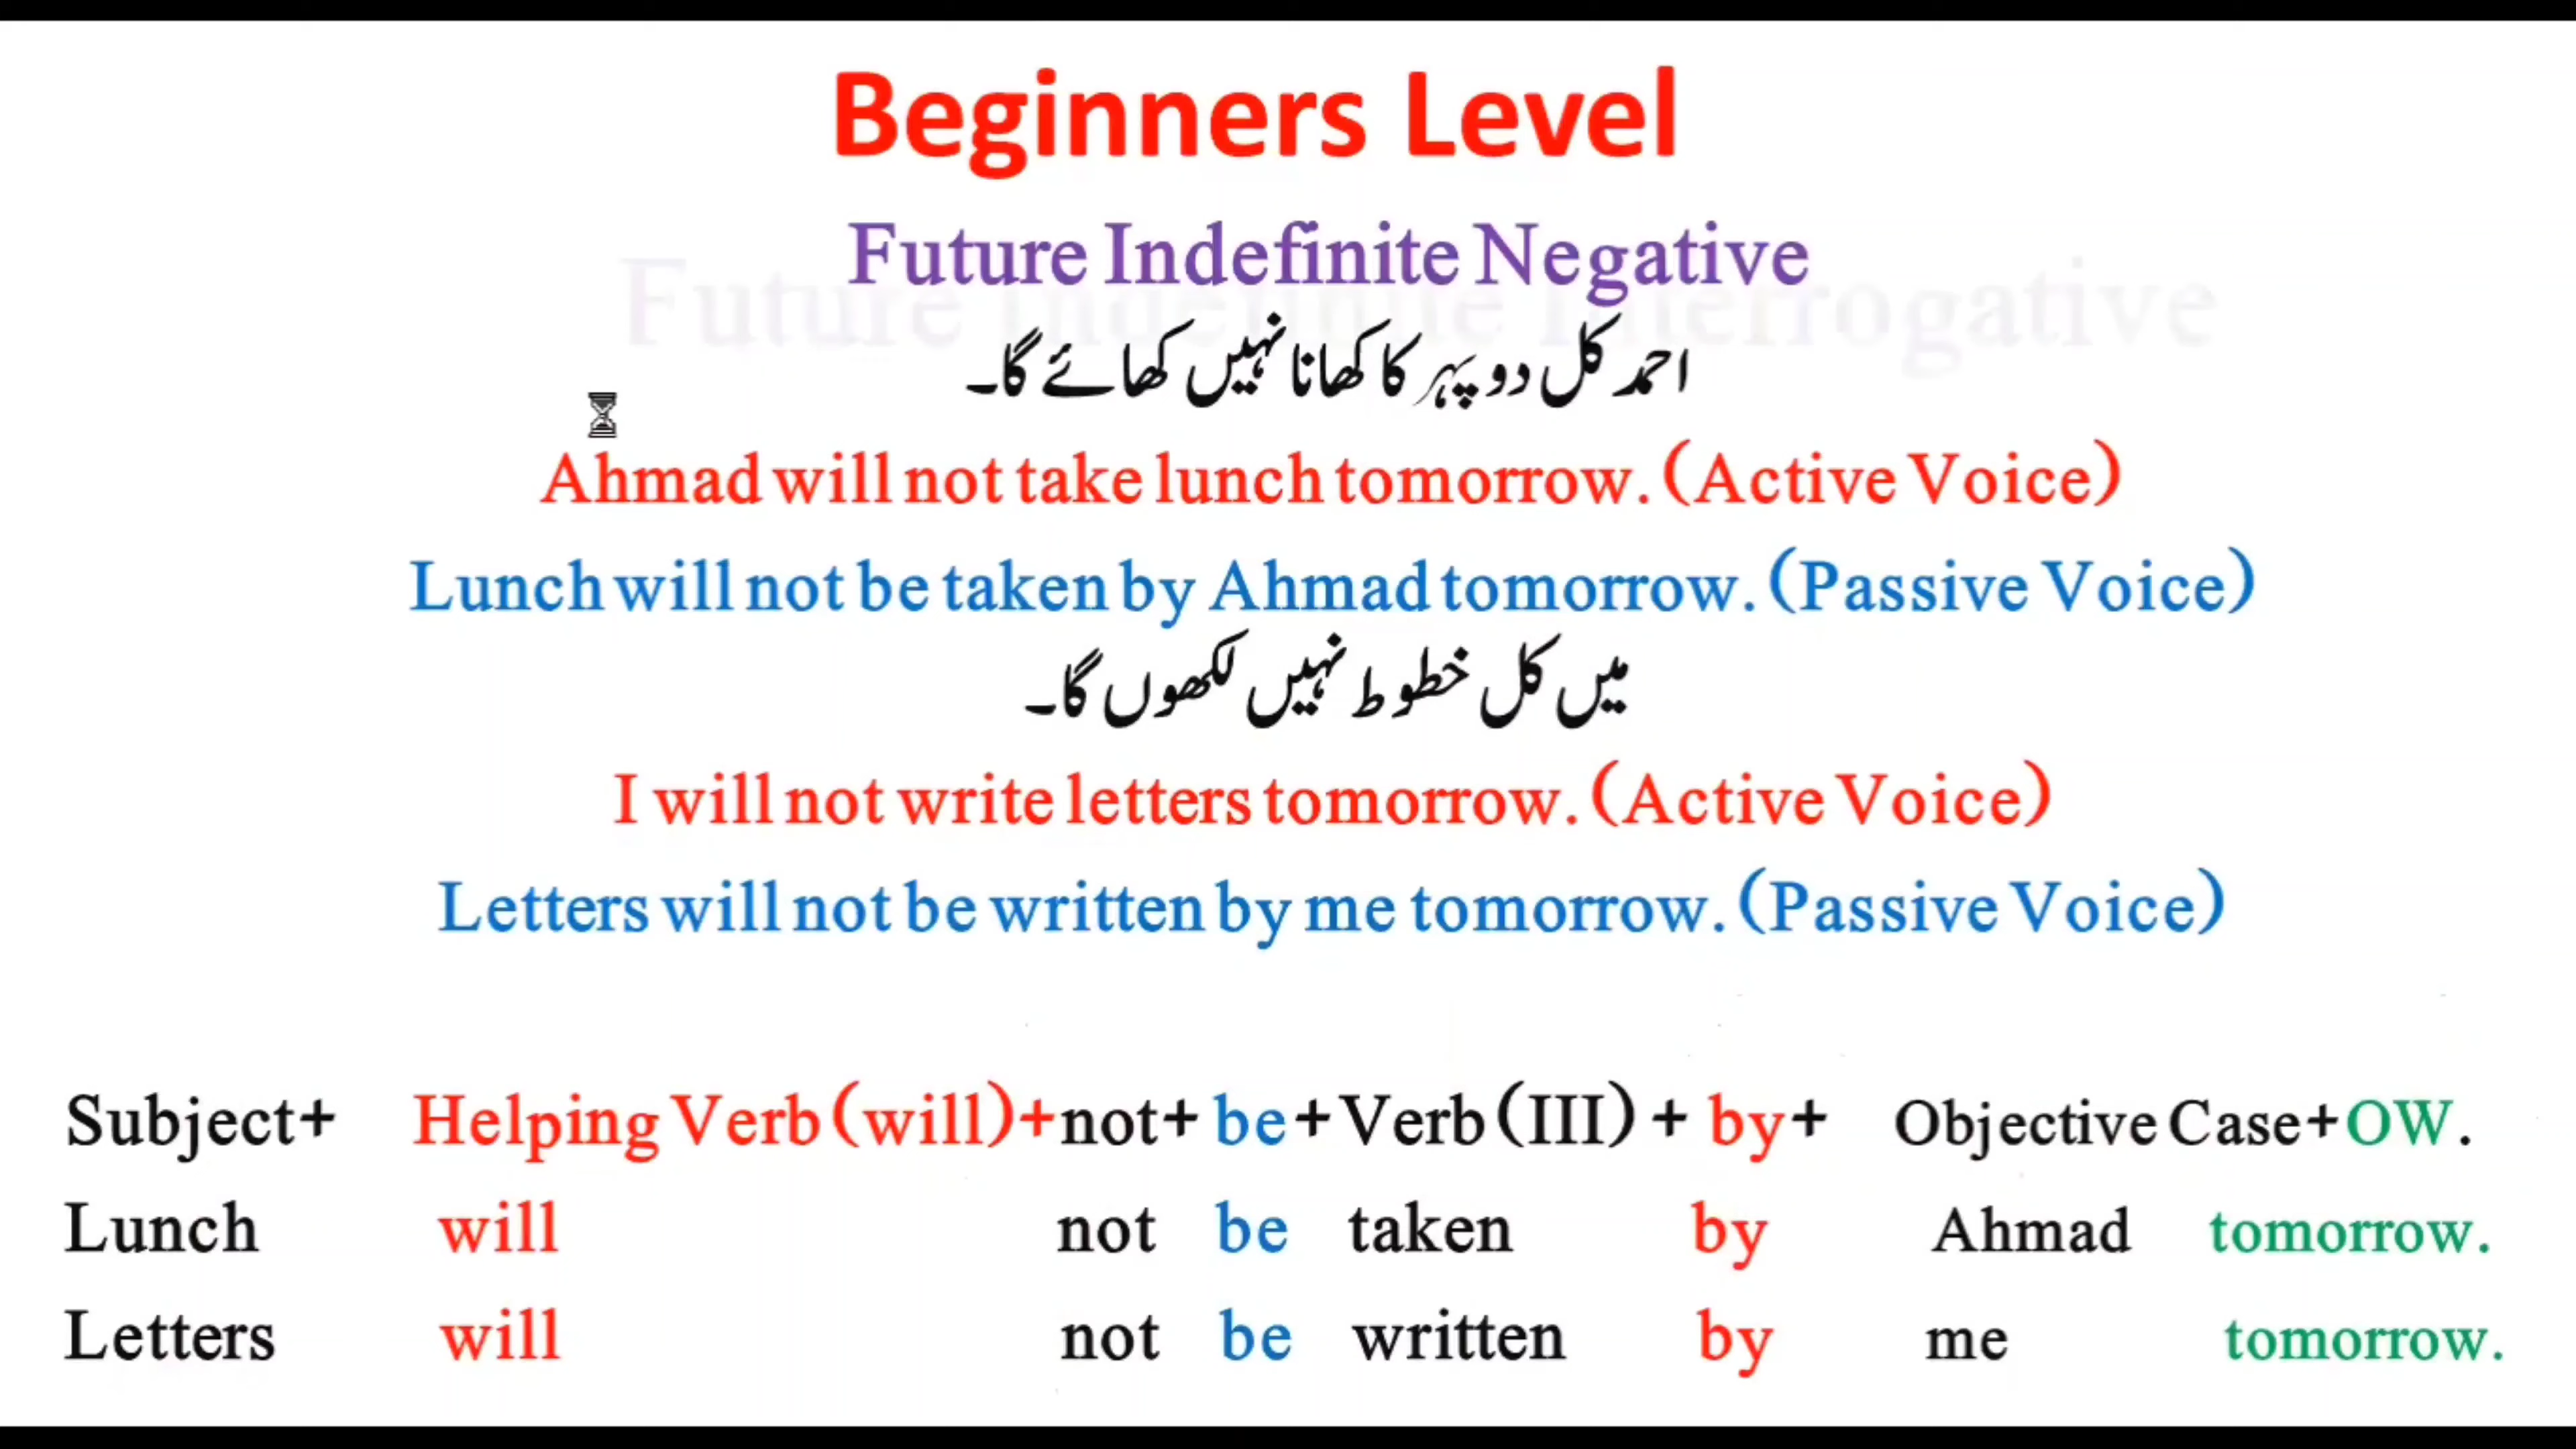 Beginners Level
Future Indefinite Negative
Future Indefinite Interrogative
احمد کل دوپہر کا کھانا نہیں کھائے گا۔
Ahmad will not take lunch tomorrow. (Active Voice)
Lunch will not be taken by Ahmad tomorrow. (Passive Voice)
میں کل خطوط نہیں لکھوں گا۔
I will not write letters tomorrow. (Active Voice)
Letters will not be written by me tomorrow. (Passive Voice)
Subject+ Helping Verb (will)+not+ be+Verb (III) + by+ Objective Case+OW.
Lunch will not be taken by Ahmad tomorrow.
Letters will not be written by me tomorrow.